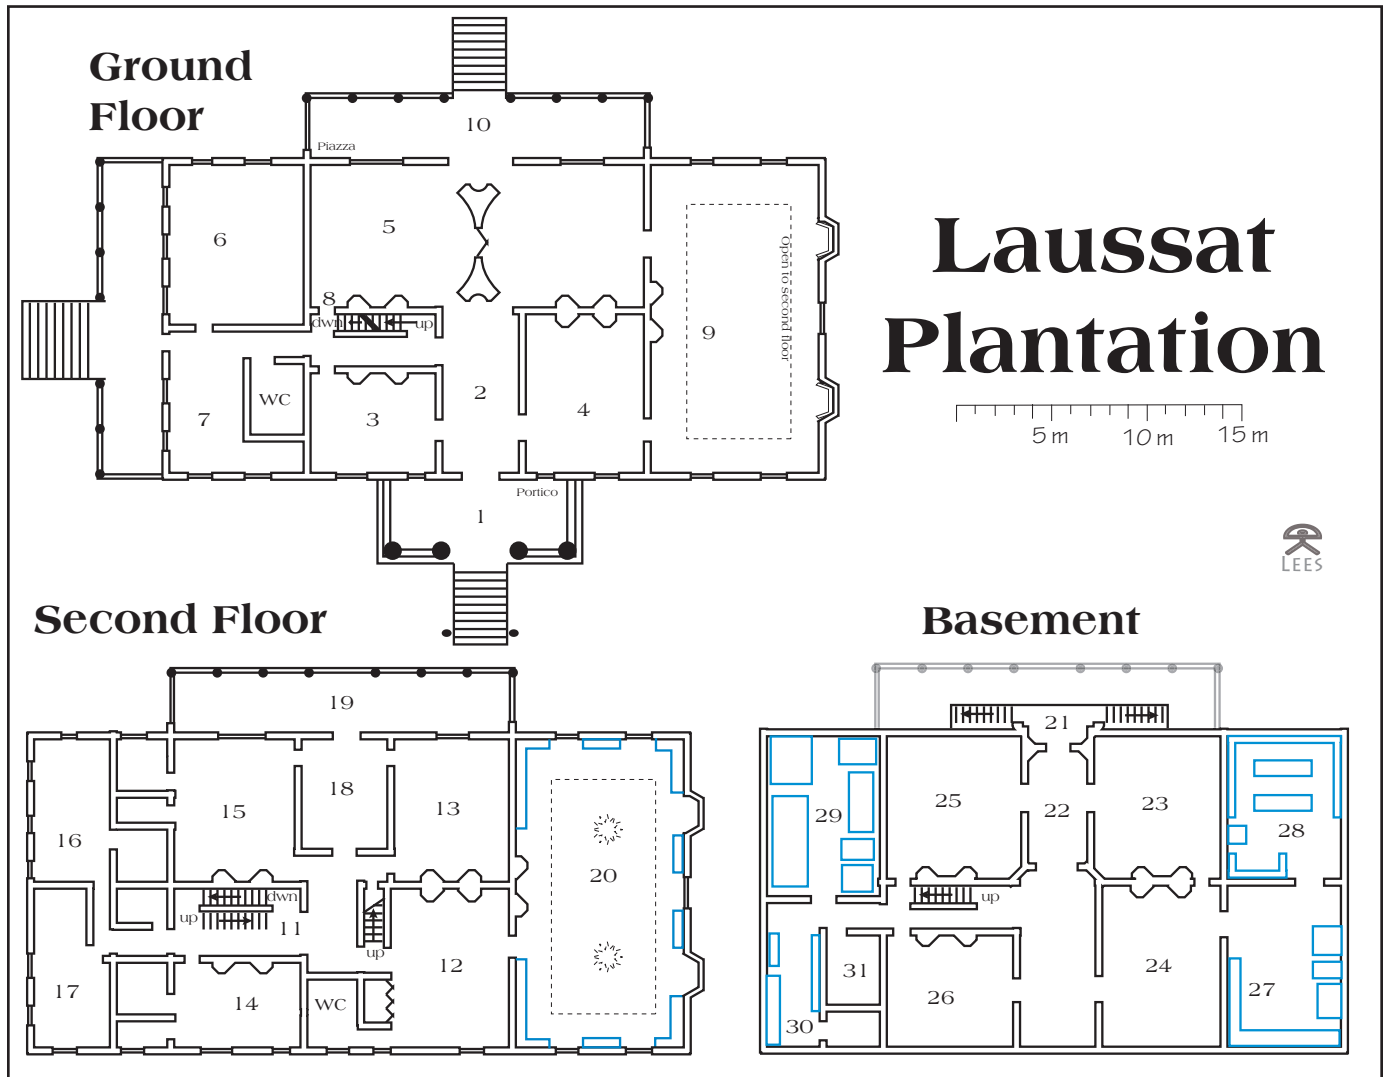 Ground
Floor
10
Piazza
5
6
8
dwn
up
Open to second floor
9
WC
2
7
3
4
Portico
1
Laussat
Plantation
5 m
10 m
15 m
LEES
Second Floor
19
18
15
13
16
20
dwn
up
11
up
12
17
14
WC
Basement
21
25
22
23
29
28
up
31
24
26
27
30